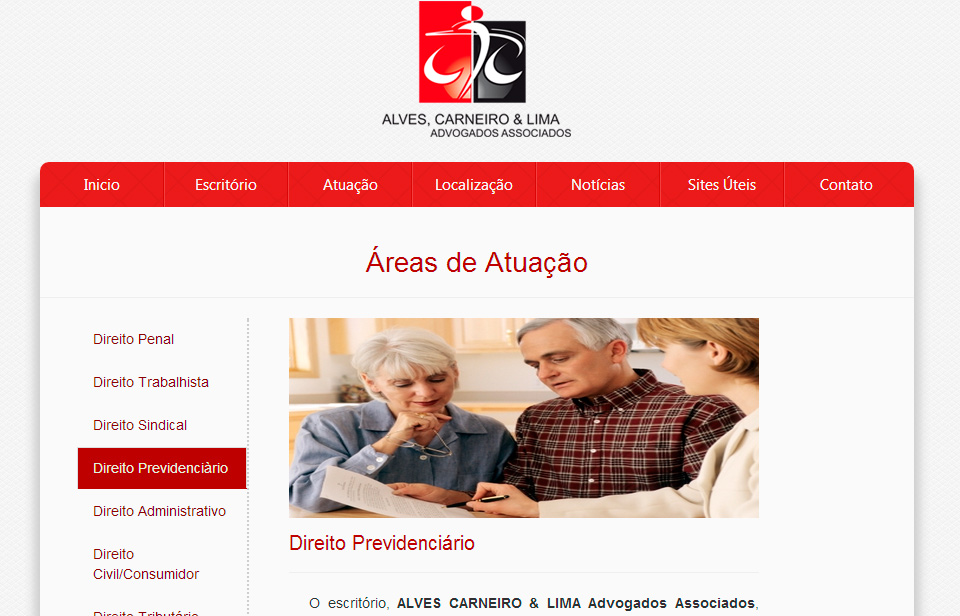 ALVES, CARNEIRO & LIMA
ADVOGADOS ASSOCIADOS
Inicio
Escritório
Atuação
Localização
Notícias
Sites Úteis
Contato
Áreas de Atuação
Direito Penal
Direito Trabalhista
Direito Sindical
Direito Previdenciàrio
Direito Administrativo
Direito
Civil/Consumidor
Direito Tributário
Direito Previdenciário
O escritório, ALVES CARNEIRO & LIMA Advogados Associados,